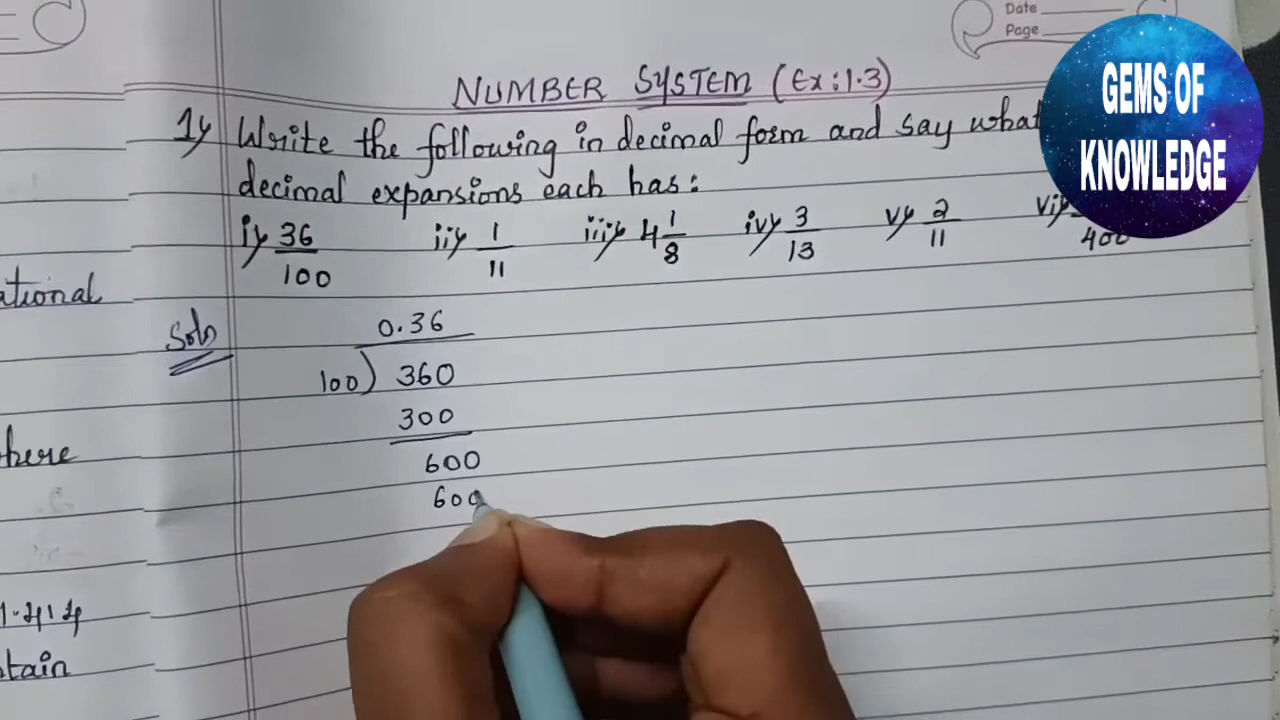 Date
Page
GEMS OF
KNOWLEDGE
NUMBER SYSTEM (Ex:1.3)
1) Write the following in decimal form and say what
decimal expansions each has:
i) 36/100 ii) 1/11 iii) 4 1/8 iv) 3/13 v) 2/11 vi) /400
ational
Soln
0.36
100) 360
300
600
600
here
ntain